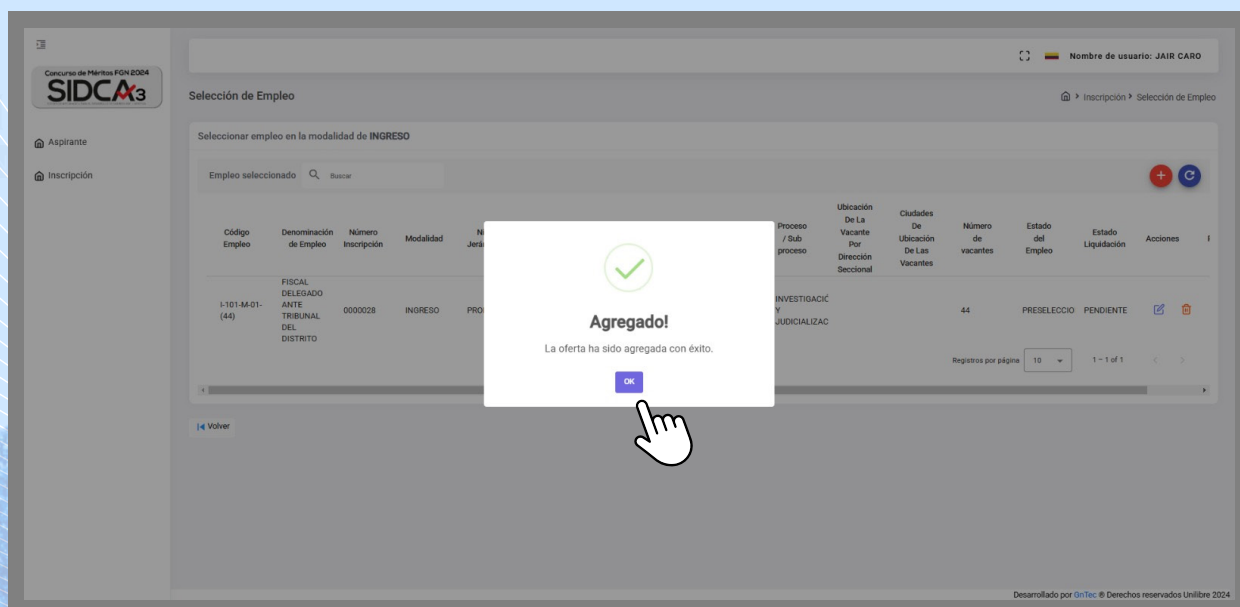 Concurso de Méritos FGN 2024
SIDCA3
Aspirante
Inscripción
Nombre de usuario: JAIR CARO
Selección de Empleo
Inscripción > Selección de Empleo
Seleccionar empleo en la modalidad de INGRESO
Empleo seleccionado
Buscar
Código
Empleo
Denominación
de Empleo
Número
Inscripción
Modalidad
Proceso
/ Sub
proceso
Ubicación
De La
Vacante
Por
Dirección
Seccional
Ciudades
De
Ubicación
De Las
Vacantes
Número
de
vacantes
Estado
del
Empleo
Estado
Liquidación
Acciones
I-101-M-01-
(44)
FISCAL
DELEGADO
ANTE
TRIBUNAL
DEL
DISTRITO
0000028
INGRESO
INVESTIGACIÓ
Y
JUDICIALIZAC
44
PRESELECCIO
PENDIENTE
Registros por página
10
1 – 1 of 1
Agregado!
La oferta ha sido agregada con éxito.
OK
Volver
Desarrollado por GnTec ® Derechos reservados Unilibre 2024